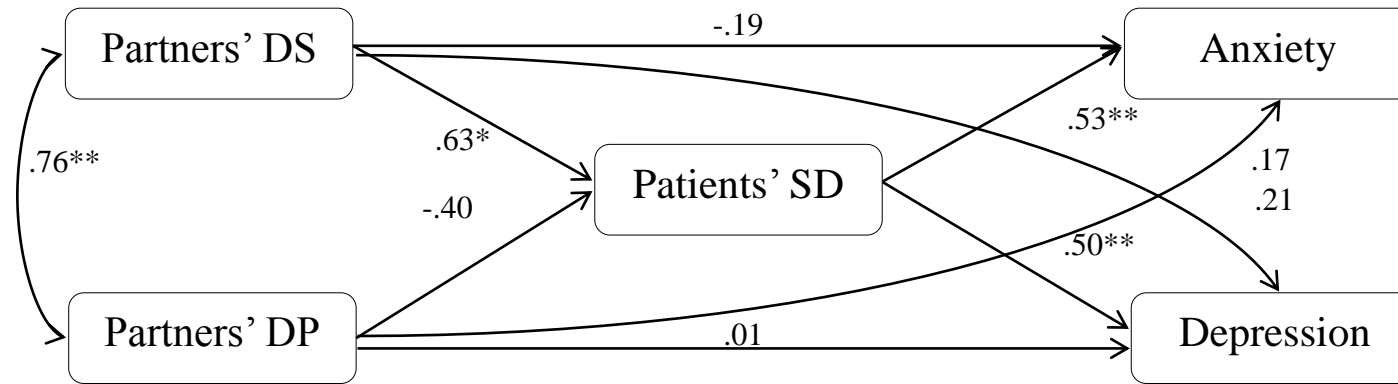 Partners’ DS
-.19
Anxiety
.76**
.63*
.53**
Patients’ SD
.17
-.40
.21
.50**
Partners’ DP
.01
Depression